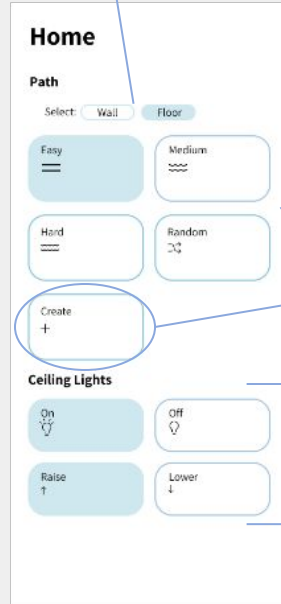 Home
Path
Select: Wall Floor
Easy Medium
Hard Random
Create
+
Ceiling Lights
On Off
Raise Lower
↑ ↓